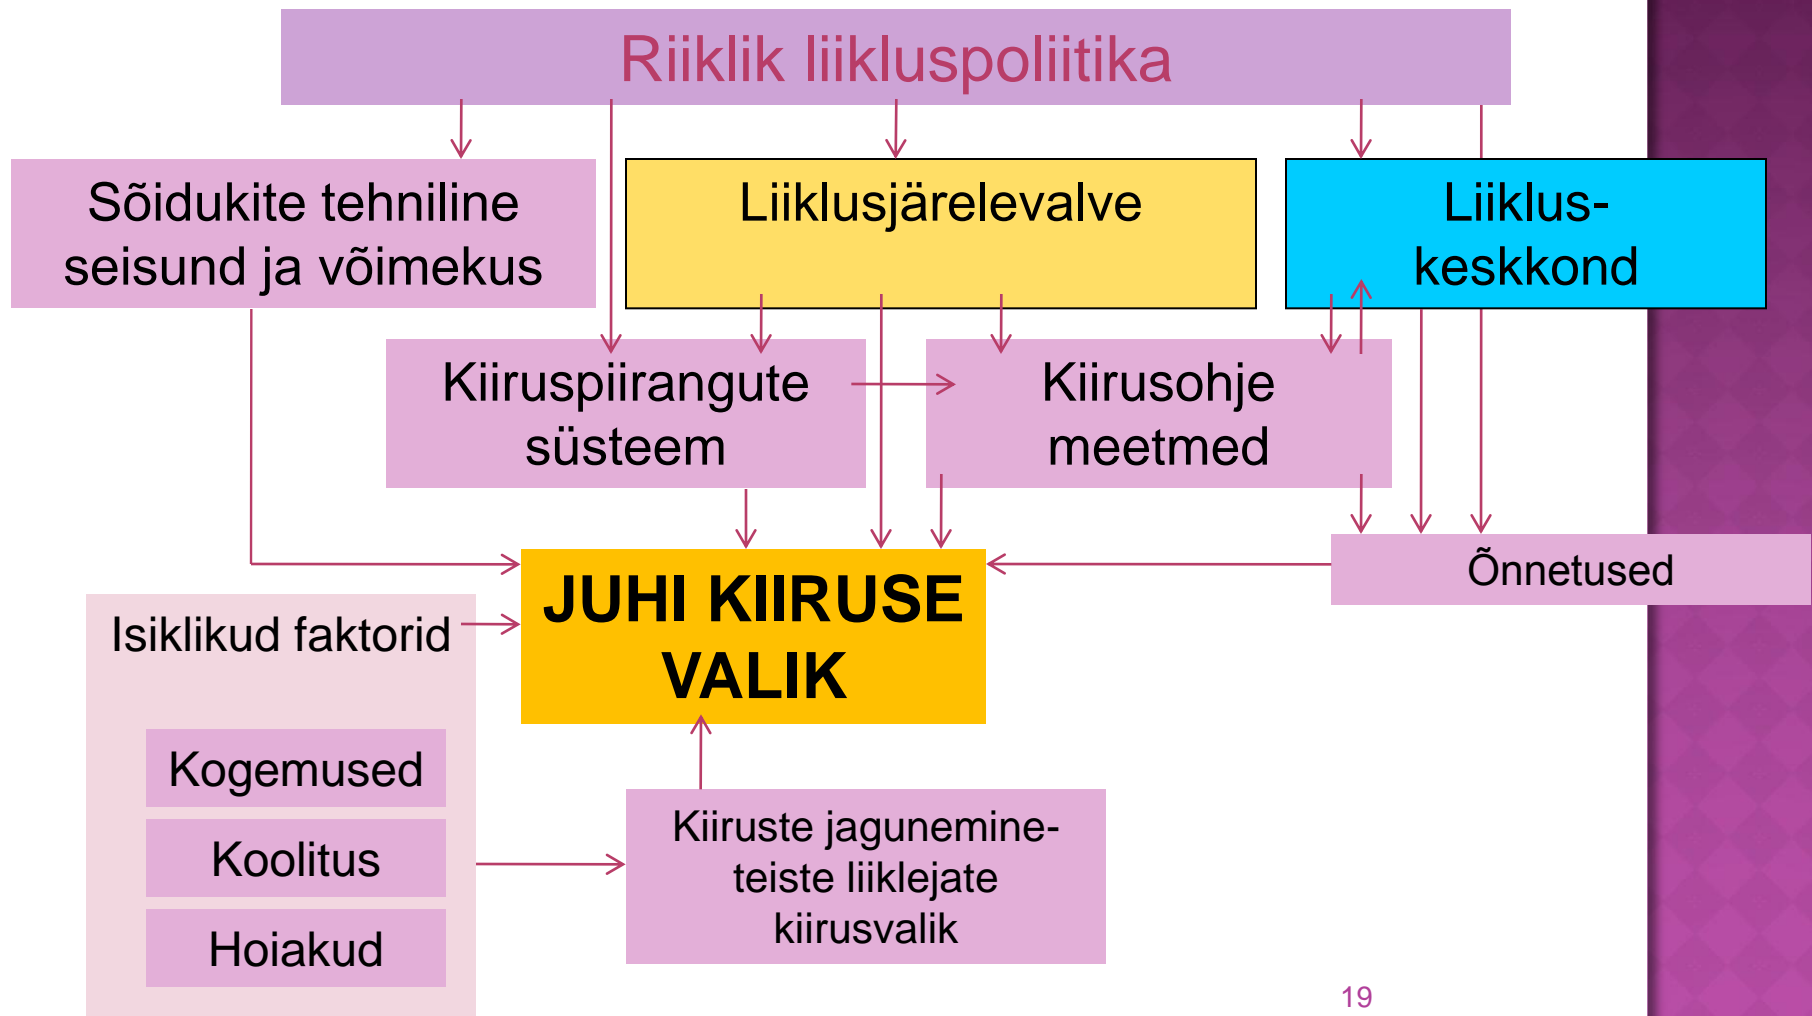 Riiklik liikluspoliitika
Sõidukite tehniline
seisund ja võimekus
Liiklusjärelevalve
Liiklus-
keskkond
Kiiruspiirangute
süsteem
Kiirusohje
meetmed
Õnnetused
JUHI KIIRUSE
VALIK
Isiklikud faktorid
Kogemused
Koolitus
Hoiakud
Kiiruste jagunemine-
teiste liiklejate
kiirusvalik
19